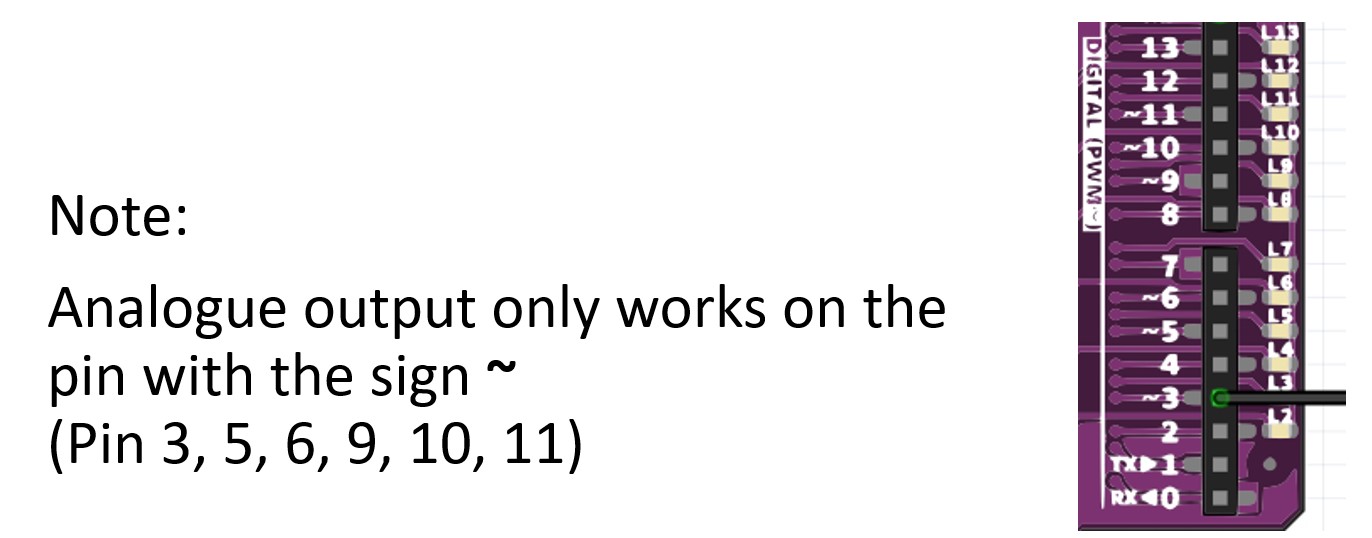 Note:
Analogue output only works on the
pin with the sign ~
(Pin 3, 5, 6, 9, 10, 11)
DIGITAL (PWM~)
13
12
~11
~10
~9
8
7
~6
~5
4
~3
2
TX▶1
RX◀0
L13
L12
L11
L10
L9
L8
L7
L6
L5
L4
L3
L2